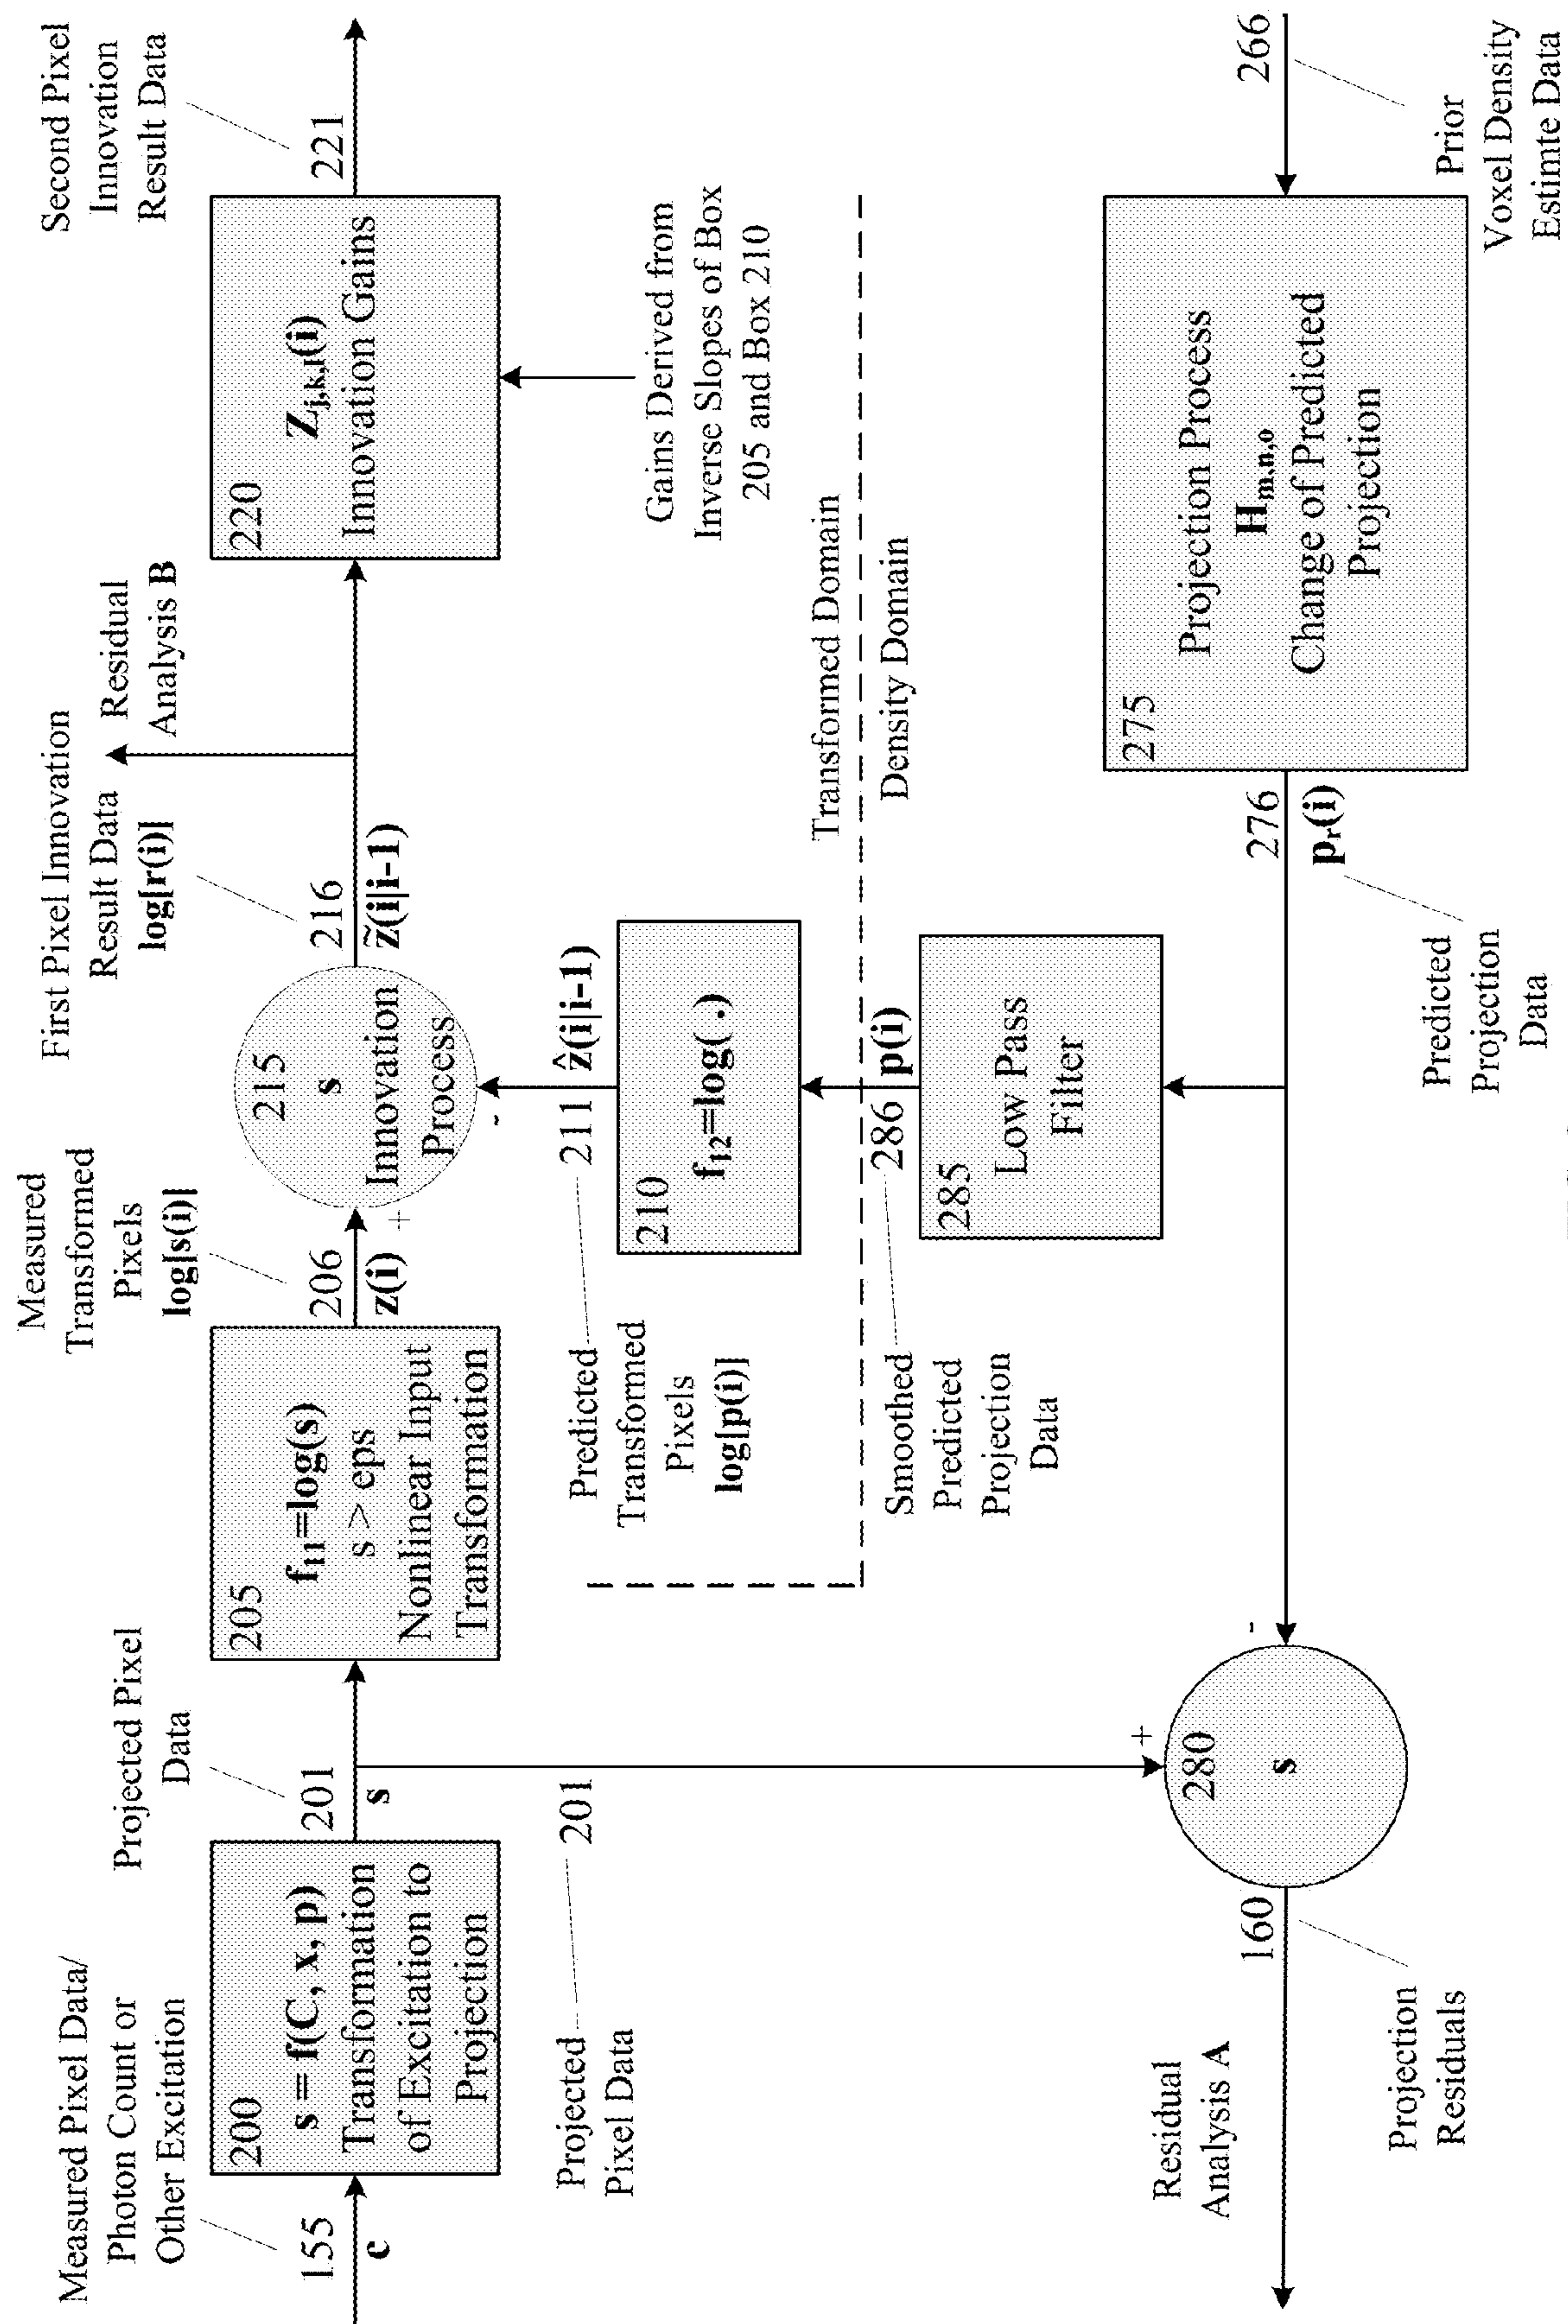 Measured Pixel Data/
Photon Count or
Other Excitation
155
c
200
s = f(C, x, p)
Transformation
of Excitation to
Projection
Projected Pixel
Data
201
s
Projected
Pixel Data
201
205
f11=log(s)
s > eps
Nonlinear Input
Transformation
Measured
Transformed
Pixels
log[s(i)]
206
z(i)
+
215
s
Innovation
Process
-
First Pixel Innovation
Result Data
log[r(i)]
216
z̃(i|i-1)
Residual
Analysis B
220
Zj,k,l(i)
Innovation Gains
Second Pixel
Innovation
Result Data
221
Gains Derived from
Inverse Slopes of Box
205 and Box 210
Predicted
Transformed
Pixels
log[p(i)]
211
ẑ(i|i-1)
210
f12=log(.)
Transformed Domain
Density Domain
Smoothed
Predicted
Projection
Data
286
p(i)
285
Low Pass
Filter
Residual
Analysis A
160
Projection
Residuals
280
s
+
-
Predicted
Projection
Data
276
pr(i)
275
Projection Process
Hm,n,o
Change of Predicted
Projection
266
Prior
Voxel Density
Estimte Data